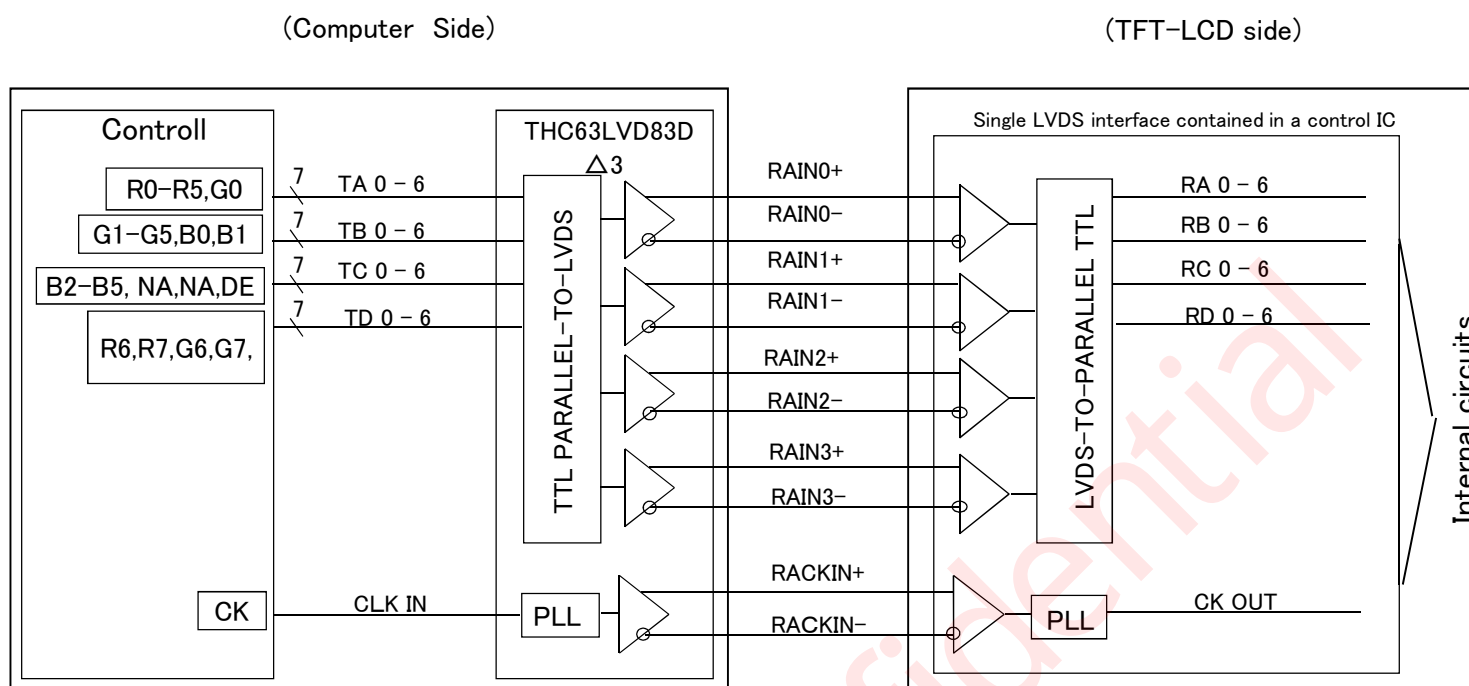 (Computer Side)
(TFT-LCD side)
Controll
R0-R5,G0
G1-G5,B0,B1
B2-B5, NA,NA,DE
R6,R7,G6,G7,
CK
7
TA 0 - 6
7
TB 0 - 6
7
TC 0 - 6
7
TD 0 - 6
CLK IN
THC63LVD83D
△3
TTL PARALLEL-TO-LVDS
PLL
RAIN0+
RAIN0-
RAIN1+
RAIN1-
RAIN2+
RAIN2-
RAIN3+
RAIN3-
RACKIN+
RACKIN-
Single LVDS interface contained in a control IC
LVDS-TO-PARALLEL TTL
PLL
RA 0 - 6
RB 0 - 6
RC 0 - 6
RD 0 - 6
CK OUT
Internal circuits
fidential